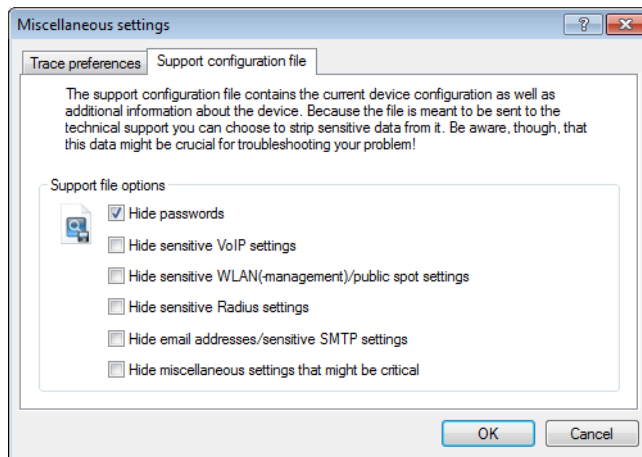 Miscellaneous settings
Trace preferences
Support configuration file
The support configuration file contains the current device configuration as well as
additional information about the device. Because the file is meant to be sent to the
technical support you can choose to strip sensitive data from it. Be aware, though, that
this data might be crucial for troubleshooting your problem!
Support file options
Hide passwords
Hide sensitive VoIP settings
Hide sensitive WLAN(-management)/public spot settings
Hide sensitive Radius settings
Hide email addresses/sensitive SMTP settings
Hide miscellaneous settings that might be critical
OK
Cancel